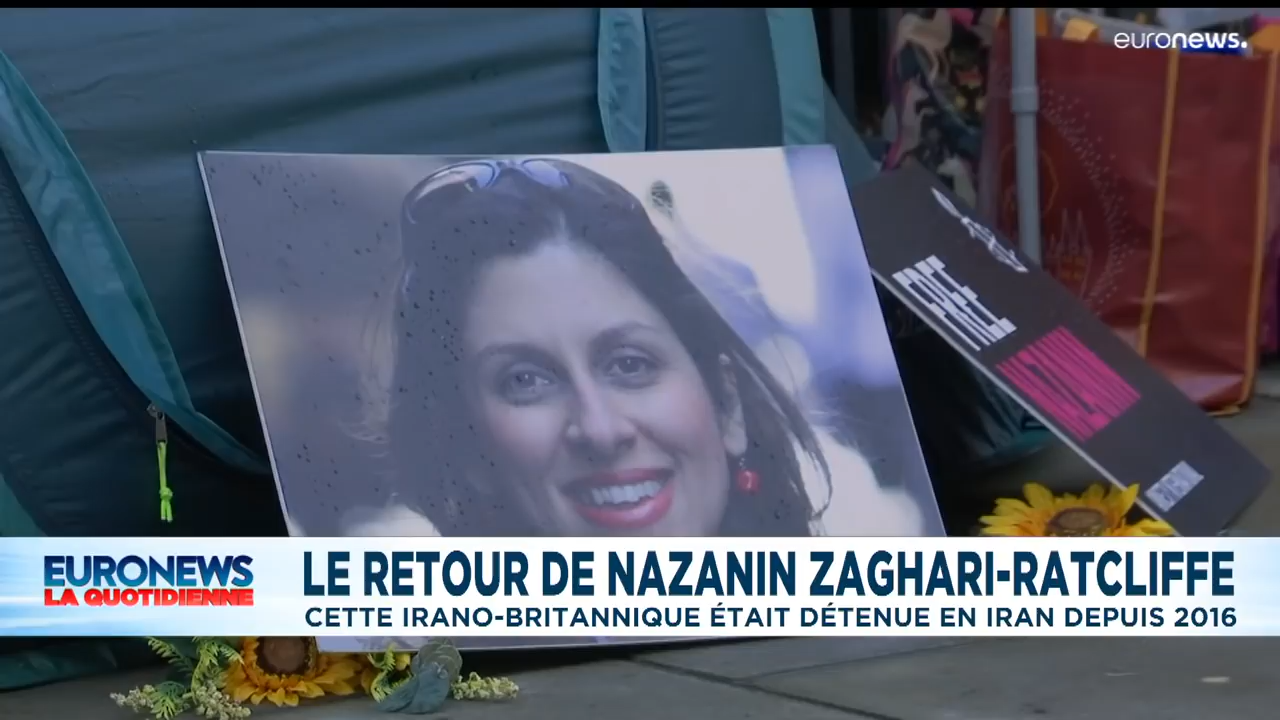 euronews.
FREE
NAZANIN
EURONEWS
LA QUOTIDIENNE
LE RETOUR DE NAZANIN ZAGHARI-RATCLIFFE
CETTE IRANO-BRITANNIQUE ÉTAIT DÉTENUE EN IRAN DEPUIS 2016